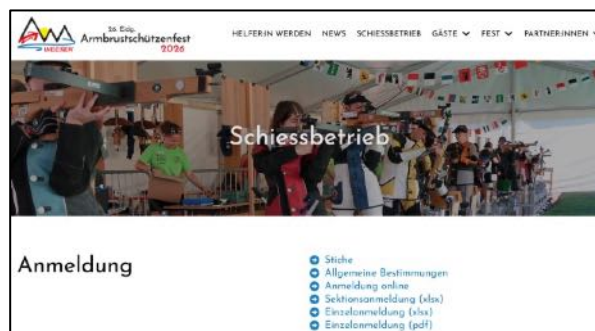 26. Eidg.
Armbrustschützenfest
2026
HELFER:IN WERDEN NEWS SCHIESSBETRIEB GÄSTE FEST PARTNER:INNEN
Schiessbetrieb
Anmeldung
Stiche
Allgemeine Bestimmungen
Anmeldung online
Sektionsanmeldung (xlsx)
Einzelanmeldung (xlsx)
Einzelanmeldung (pdf)